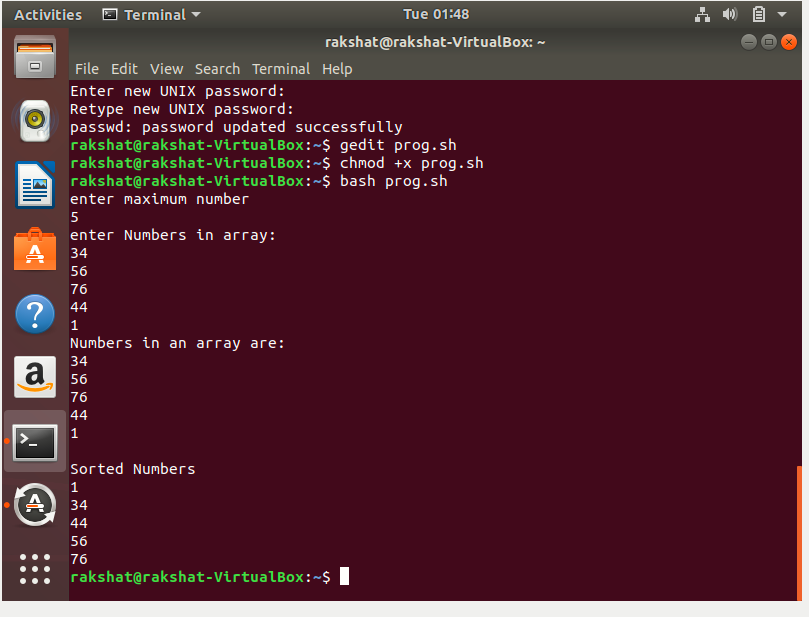 Activities Terminal Tue 01:48
rakshat@rakshat-VirtualBox: ~
File Edit View Search Terminal Help
Enter new UNIX password:
Retype new UNIX password:
passwd: password updated successfully
rakshat@rakshat-VirtualBox:~$ gedit prog.sh
rakshat@rakshat-VirtualBox:~$ chmod +x prog.sh
rakshat@rakshat-VirtualBox:~$ bash prog.sh
enter maximum number
5
enter Numbers in array:
34
56
76
44
1
Numbers in an array are:
34
56
76
44
1
Sorted Numbers
1
34
44
56
76
rakshat@rakshat-VirtualBox:~$